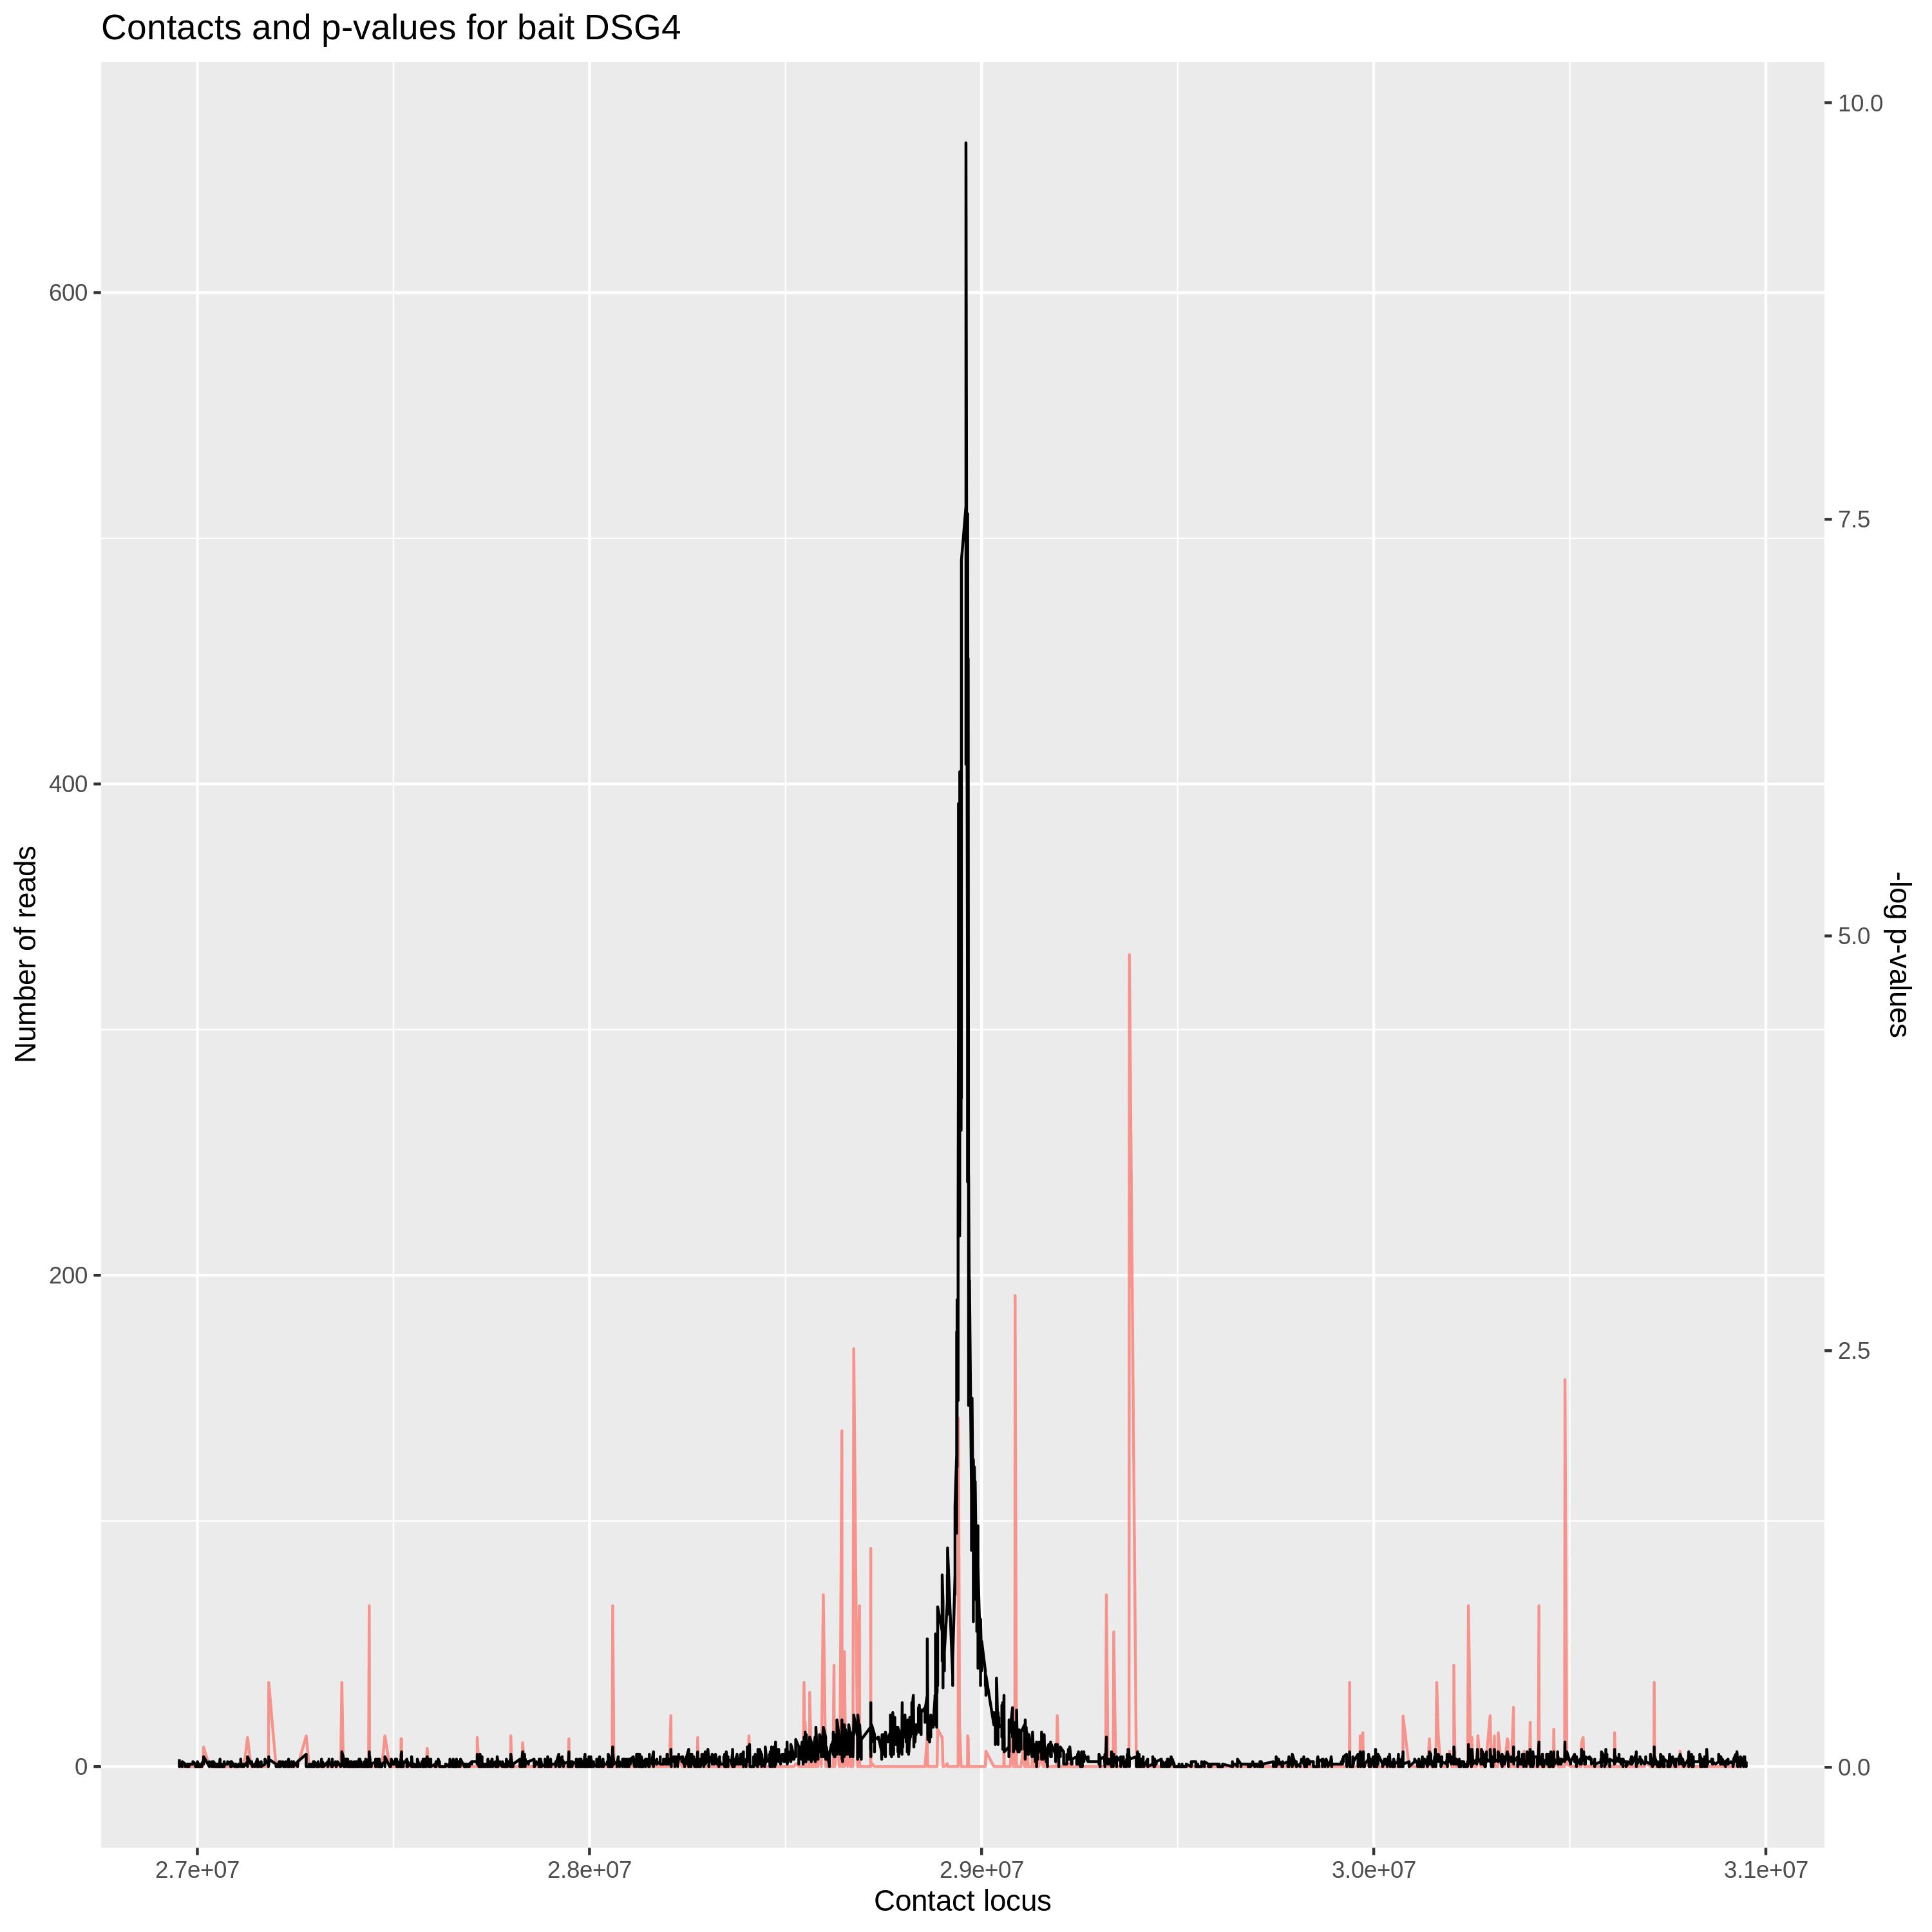 Contacts and p-values for bait DSG4
10.0
7.5
5.0
2.5
0.0
-log p-values
600
400
200
0
Number of reads
2.7e+07 2.8e+07 2.9e+07 3.0e+07 3.1e+07
Contact locus